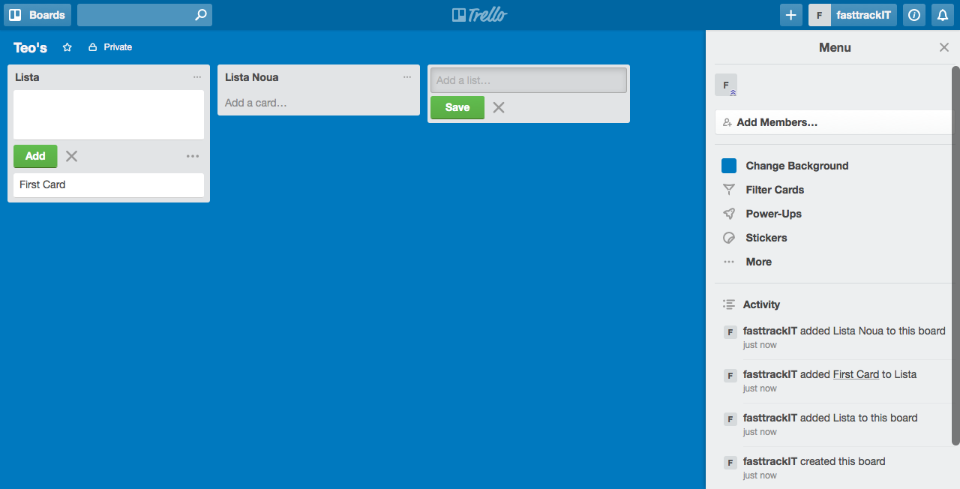 Boards
Trello
F fasttrackIT
Teo's
Private
Lista
Add
First Card
Lista Noua
Add a card...
Add a list...
Save
Menu
F
Add Members...
Change Background
Filter Cards
Power-Ups
Stickers
More
Activity
F fasttrackIT added Lista Noua to this board
just now
F fasttrackIT added First Card to Lista
just now
F fasttrackIT added Lista to this board
just now
F fasttrackIT created this board
just now